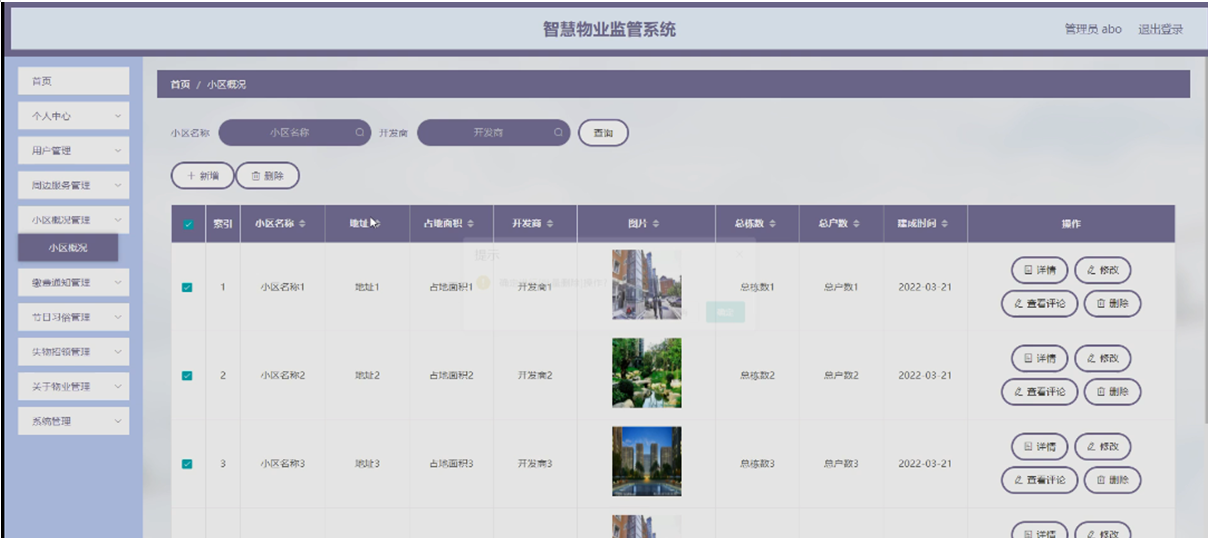 智慧物业监管系统
管理员 abo 退出登录
首页
个人中心
用户管理
周边服务管理
小区概况管理
小区概况
缴费通知管理
节日习俗管理
失物招领管理
关于物业管理
系统管理
首页 / 小区概况
小区名称 小区名称 开发商 开发商 查询
+ 新增 删除
索引 小区名称 地址 占地面积 开发商 图片 总栋数 总户数 建成时间 操作
提示
1 小区名称1 地址1 占地面积1 开发商1 总栋数1 总户数1 2022-03-21 详情 修改
查看评论 删除
2 小区名称2 地址2 占地面积2 开发商2 总栋数2 总户数2 2022-03-21 详情 修改
查看评论 删除
3 小区名称3 地址3 占地面积3 开发商3 总栋数3 总户数3 2022-03-21 详情 修改
查看评论 删除
详情 修改